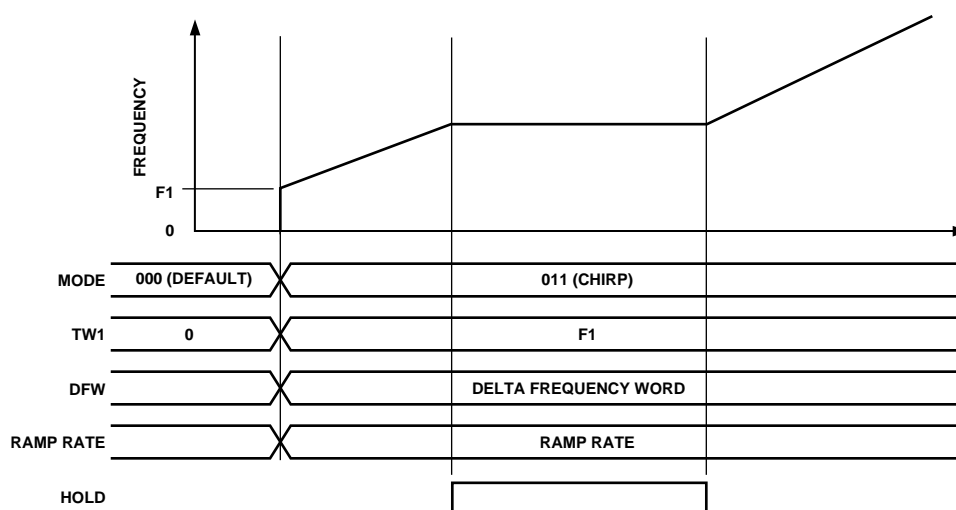 FREQUENCY
F1
0
MODE 000 (DEFAULT) 011 (CHIRP)
TW1 0 F1
DFW DELTA FREQUENCY WORD
RAMP RATE RAMP RATE
HOLD